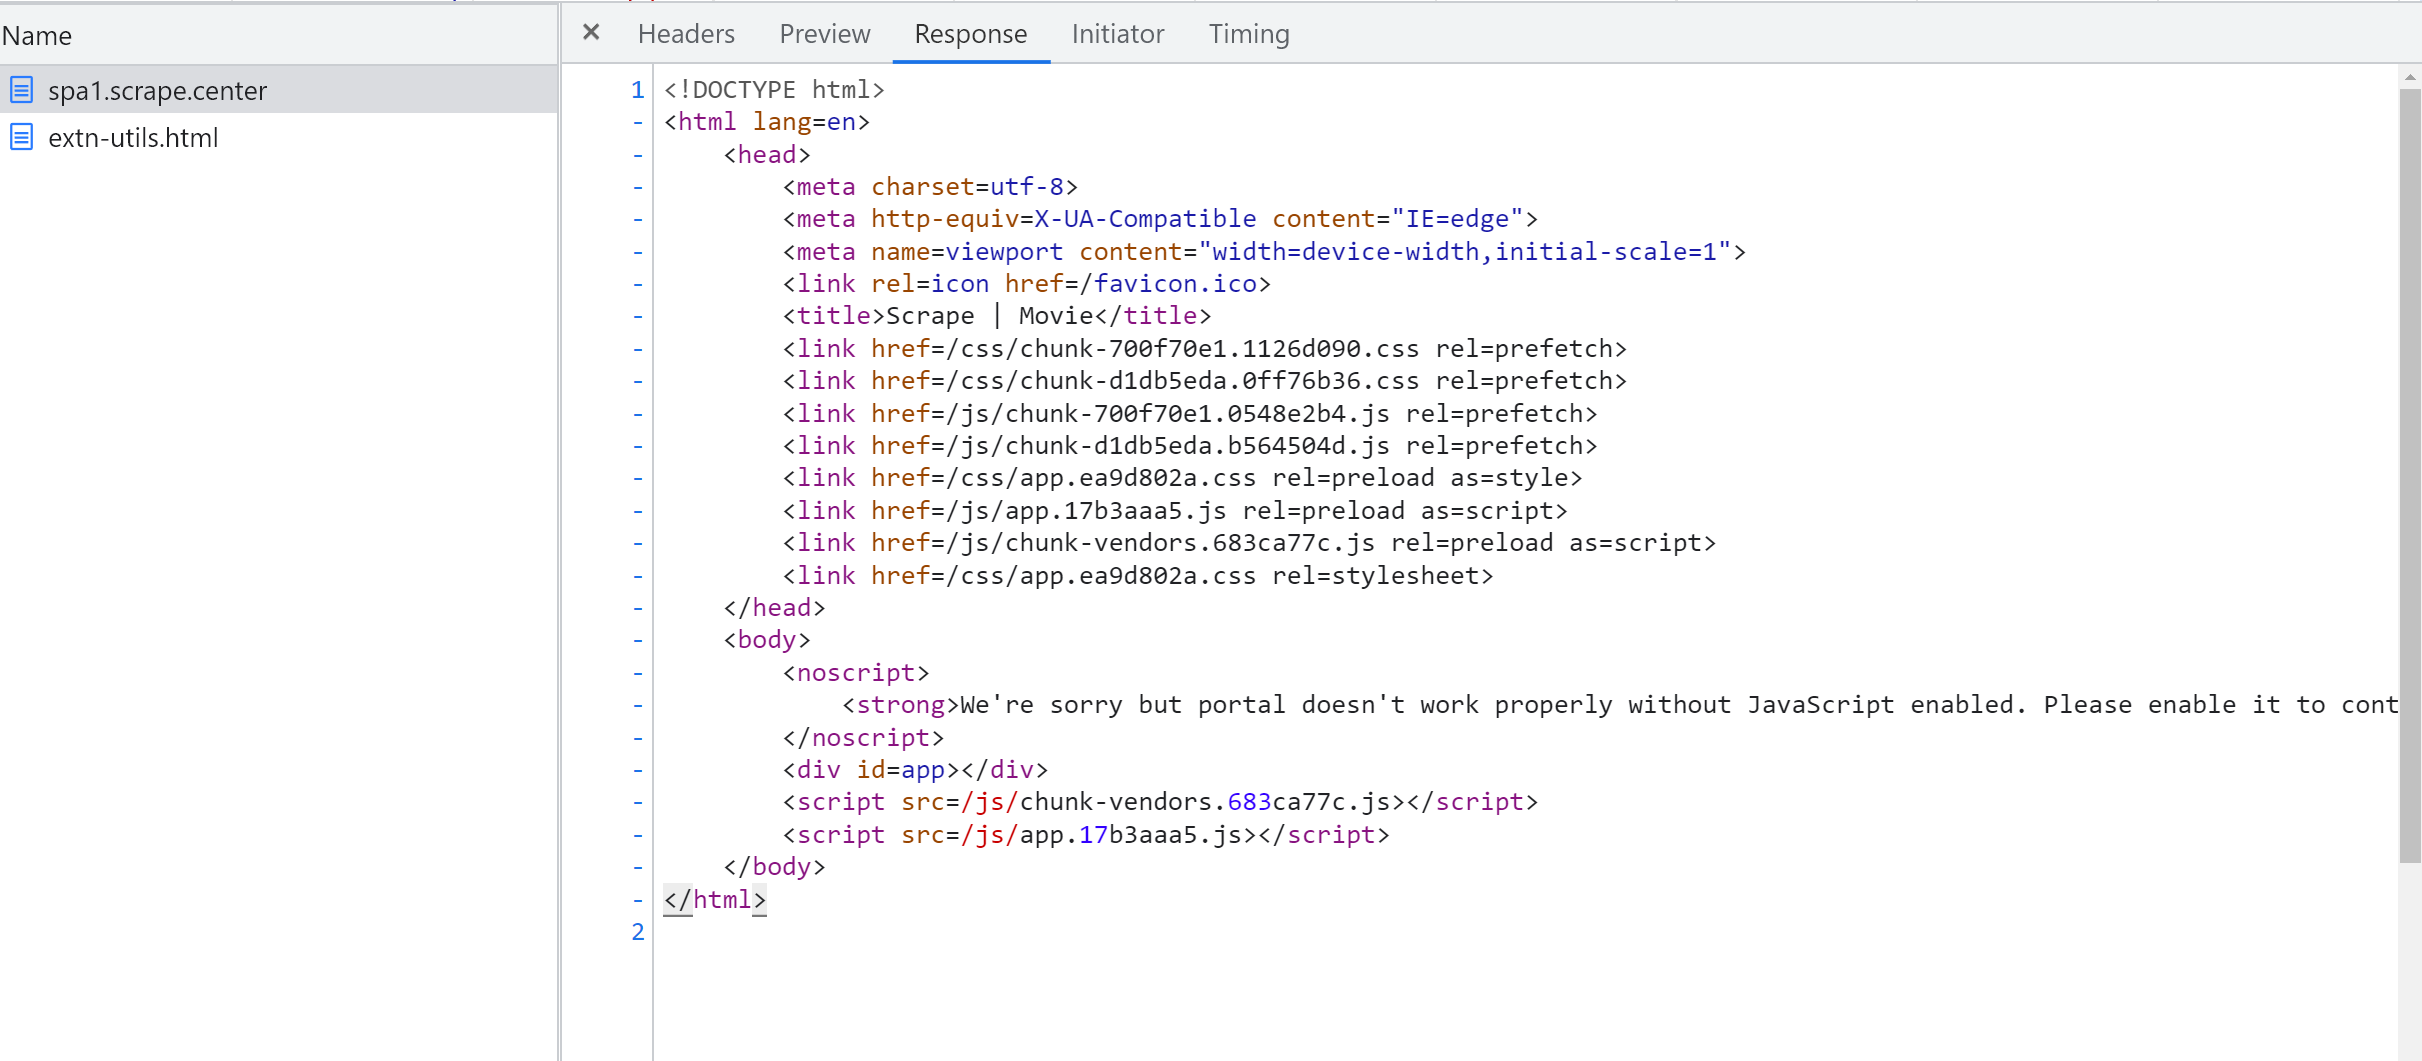 Name
spa1.scrape.center
extn-utils.html
× Headers Preview Response Initiator Timing
1 <!DOCTYPE html>
- <html lang=en>
- <head>
- <meta charset=utf-8>
- <meta http-equiv=X-UA-Compatible content="IE=edge">
- <meta name=viewport content="width=device-width,initial-scale=1">
- <link rel=icon href=/favicon.ico>
- <title>Scrape | Movie</title>
- <link href=/css/chunk-700f70e1.1126d090.css rel=prefetch>
- <link href=/css/chunk-d1db5eda.0ff76b36.css rel=prefetch>
- <link href=/js/chunk-700f70e1.0548e2b4.js rel=prefetch>
- <link href=/js/chunk-d1db5eda.b564504d.js rel=prefetch>
- <link href=/css/app.ea9d802a.css rel=preload as=style>
- <link href=/js/app.17b3aaa5.js rel=preload as=script>
- <link href=/js/chunk-vendors.683ca77c.js rel=preload as=script>
- <link href=/css/app.ea9d802a.css rel=stylesheet>
- </head>
- <body>
- <noscript>
- <strong>We're sorry but portal doesn't work properly without JavaScript enabled. Please enable it to cont
- </noscript>
- <div id=app></div>
- <script src=/js/chunk-vendors.683ca77c.js></script>
- <script src=/js/app.17b3aaa5.js></script>
- </body>
- </html>
2